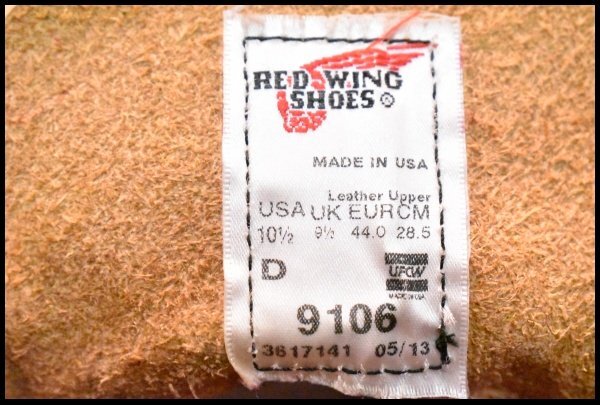 RED WING
SHOES ®
MADE IN USA
Leather Upper
USA UK EUR CM
10½ 9½ 44.0 28.5
D
UFCW
MADE IN U.S.A.
9106
3617141 05/13